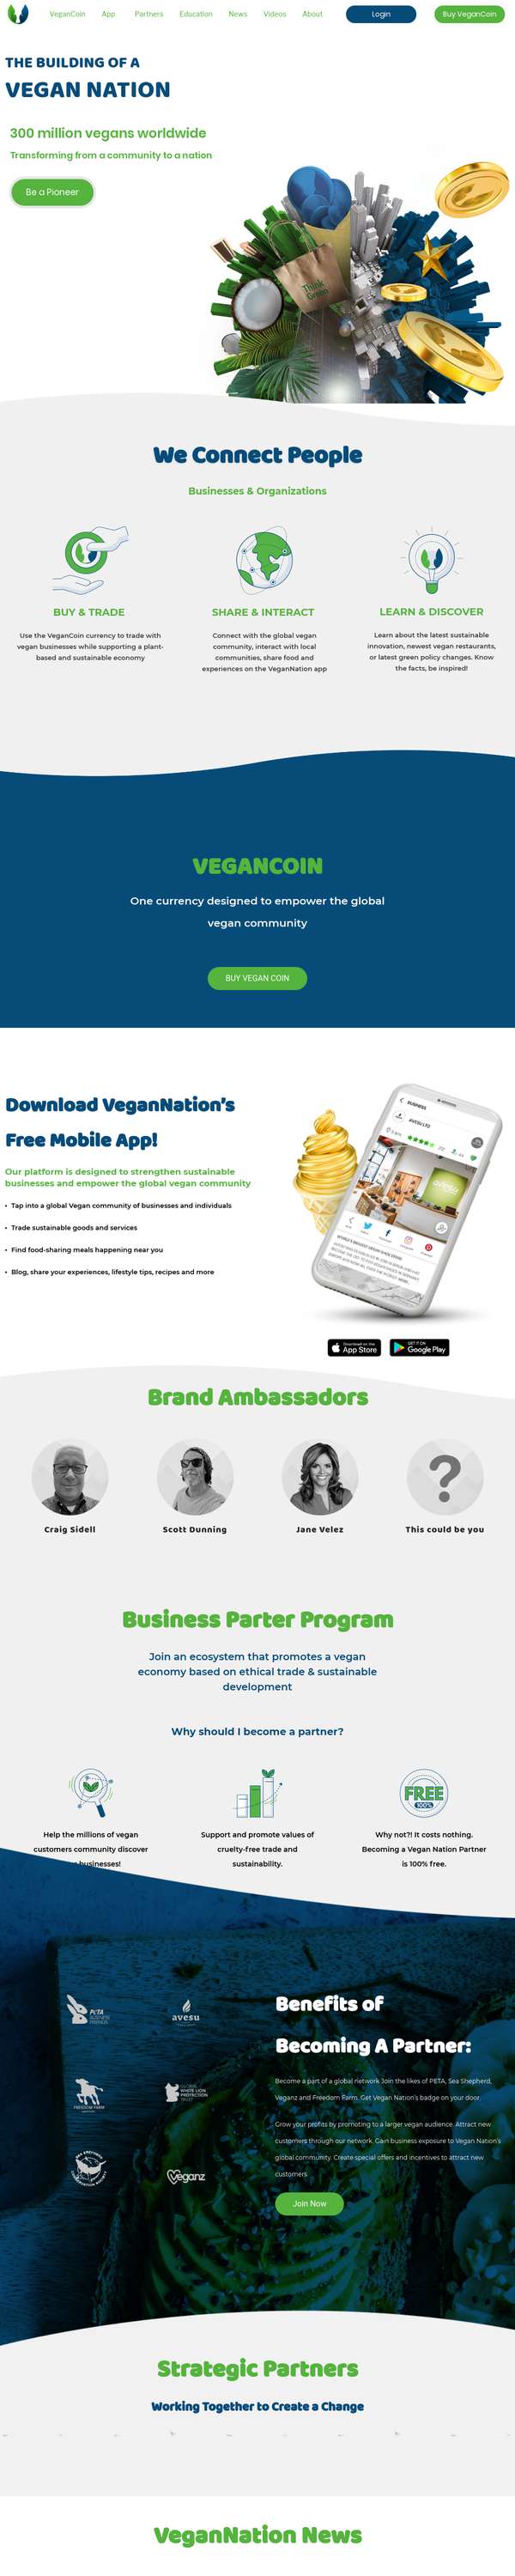 VeganCoin App Partners Education News Videos About Login Buy VeganCoin
THE BUILDING OF A
VEGAN NATION
300 million vegans worldwide
Transforming from a community to a nation
Be a Pioneer
Think
Green
We Connect People
Businesses & Organizations
BUY & TRADE
Use the VeganCoin currency to trade with
vegan businesses while supporting a plant-
based and sustainable economy
SHARE & INTERACT
Connect with the global vegan
community, interact with local
communities, share food and
experiences on the VeganNation app
LEARN & DISCOVER
Learn about the latest sustainable
innovation, newest vegan restaurants,
or latest green policy changes. Know
the facts, be inspired!
VEGANCOIN
One currency designed to empower the global
vegan community
BUY VEGAN COIN
Download VeganNation's
Free Mobile App!
Our platform is designed to strengthen sustainable
businesses and empower the global vegan community
• Tap into a global Vegan community of businesses and individuals
• Trade sustainable goods and services
• Find food-sharing meals happening near you
• Blog, share your experiences, lifestyle tips, recipes and more
BUSINESS
AVESU LTD
Download on the
App Store
GET IT ON
Google Play
Brand Ambassadors
Craig Sidell
Scott Dunning
Jane Velez
This could be you
Business Parter Program
Join an ecosystem that promotes a vegan
economy based on ethical trade & sustainable
development
Why should I become a partner?
Help the millions of vegan
customers community discover
businesses!
Support and promote values of
cruelty-free trade and
sustainability.
FREE
100%
Why not?! It costs nothing.
Becoming a Vegan Nation Partner
is 100% free.
PETA
BUSINESS
FRIENDS
avesu
FREEDOM FARM
GLOBAL
WHITE LION
PROTECTION
TRUST
Veganz
Benefits of
Becoming A Partner:
Become a part of a global network Join the likes of PETA, Sea Shepherd,
Veganz and Freedom Farm. Get Vegan Nation's badge on your door.
Grow your profits by promoting to a larger vegan audience. Attract new
customers through our network. Gain business exposure to Vegan Nation's
global community. Create special offers and incentives to attract new
customers
Join Now
Strategic Partners
Working Together to Create a Change
VeganNation News